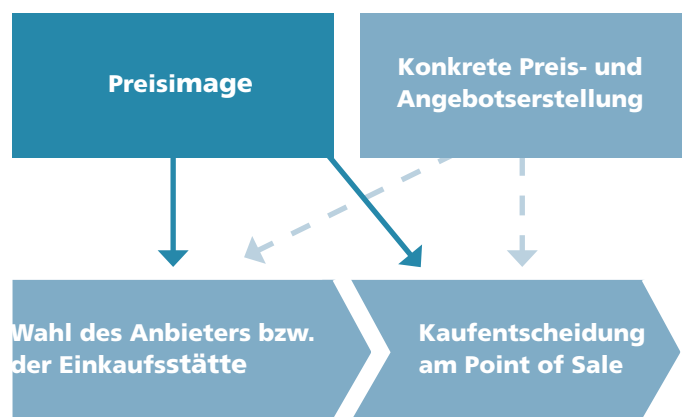 Preisimage
Konkrete Preis- und
Angebotserstellung
Wahl des Anbieters bzw.
der Einkaufsstätte
Kaufentscheidung
am Point of Sale